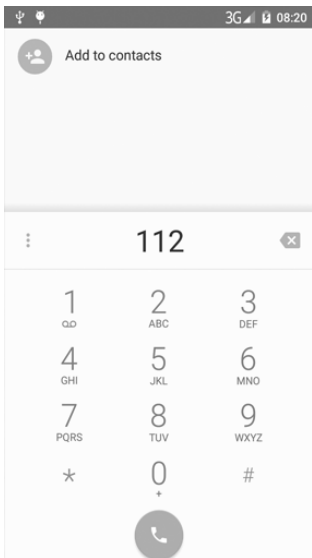 3G 08:20
Add to contacts
112
1 2 3
ABC DEF
4 5 6
GHI JKL MNO
7 8 9
PQRS TUV WXYZ
* 0 #
+